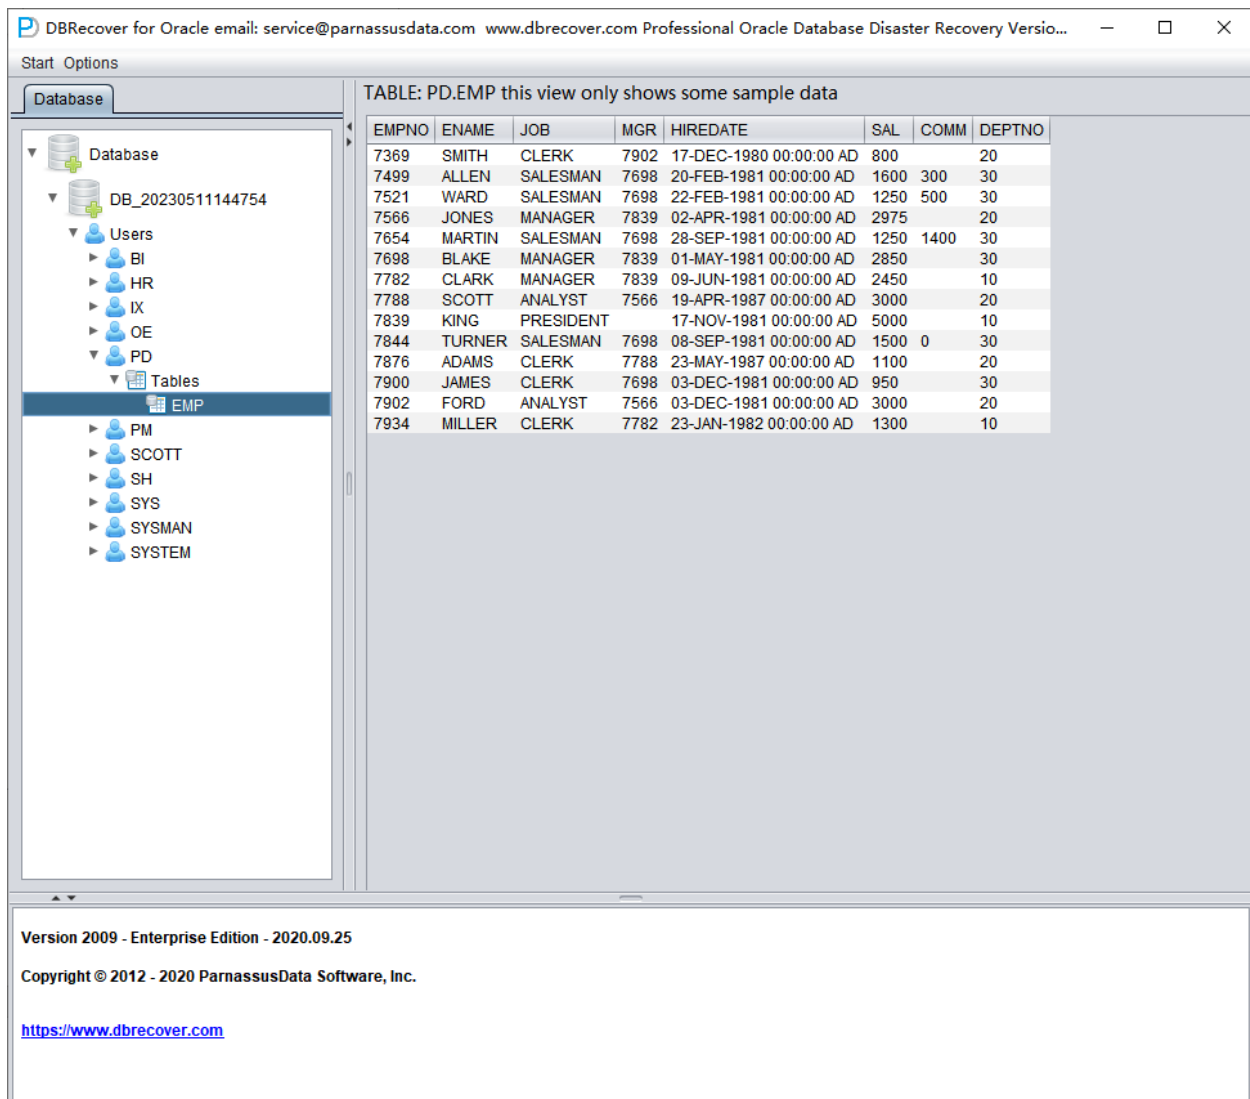 DBRecover for Oracle email: service@parnassusdata.com  www.dbrecover.com Professional Oracle Database Disaster Recovery Versio...
Start Options
Database
Database
DB_20230511144754
Users
BI
HR
IX
OE
PD
Tables
EMP
PM
SCOTT
SH
SYS
SYSMAN
SYSTEM
TABLE: PD.EMP this view only shows some sample data
EMPNO ENAME JOB MGR HIREDATE SAL COMM DEPTNO
7369 SMITH CLERK 7902 17-DEC-1980 00:00:00 AD 800 20
7499 ALLEN SALESMAN 7698 20-FEB-1981 00:00:00 AD 1600 300 30
7521 WARD SALESMAN 7698 22-FEB-1981 00:00:00 AD 1250 500 30
7566 JONES MANAGER 7839 02-APR-1981 00:00:00 AD 2975 20
7654 MARTIN SALESMAN 7698 28-SEP-1981 00:00:00 AD 1250 1400 30
7698 BLAKE MANAGER 7839 01-MAY-1981 00:00:00 AD 2850 30
7782 CLARK MANAGER 7839 09-JUN-1981 00:00:00 AD 2450 10
7788 SCOTT ANALYST 7566 19-APR-1987 00:00:00 AD 3000 20
7839 KING PRESIDENT 17-NOV-1981 00:00:00 AD 5000 10
7844 TURNER SALESMAN 7698 08-SEP-1981 00:00:00 AD 1500 0 30
7876 ADAMS CLERK 7788 23-MAY-1987 00:00:00 AD 1100 20
7900 JAMES CLERK 7698 03-DEC-1981 00:00:00 AD 950 30
7902 FORD ANALYST 7566 03-DEC-1981 00:00:00 AD 3000 20
7934 MILLER CLERK 7782 23-JAN-1982 00:00:00 AD 1300 10
Version 2009 - Enterprise Edition - 2020.09.25
Copyright © 2012 - 2020 ParnassusData Software, Inc.
https://www.dbrecover.com